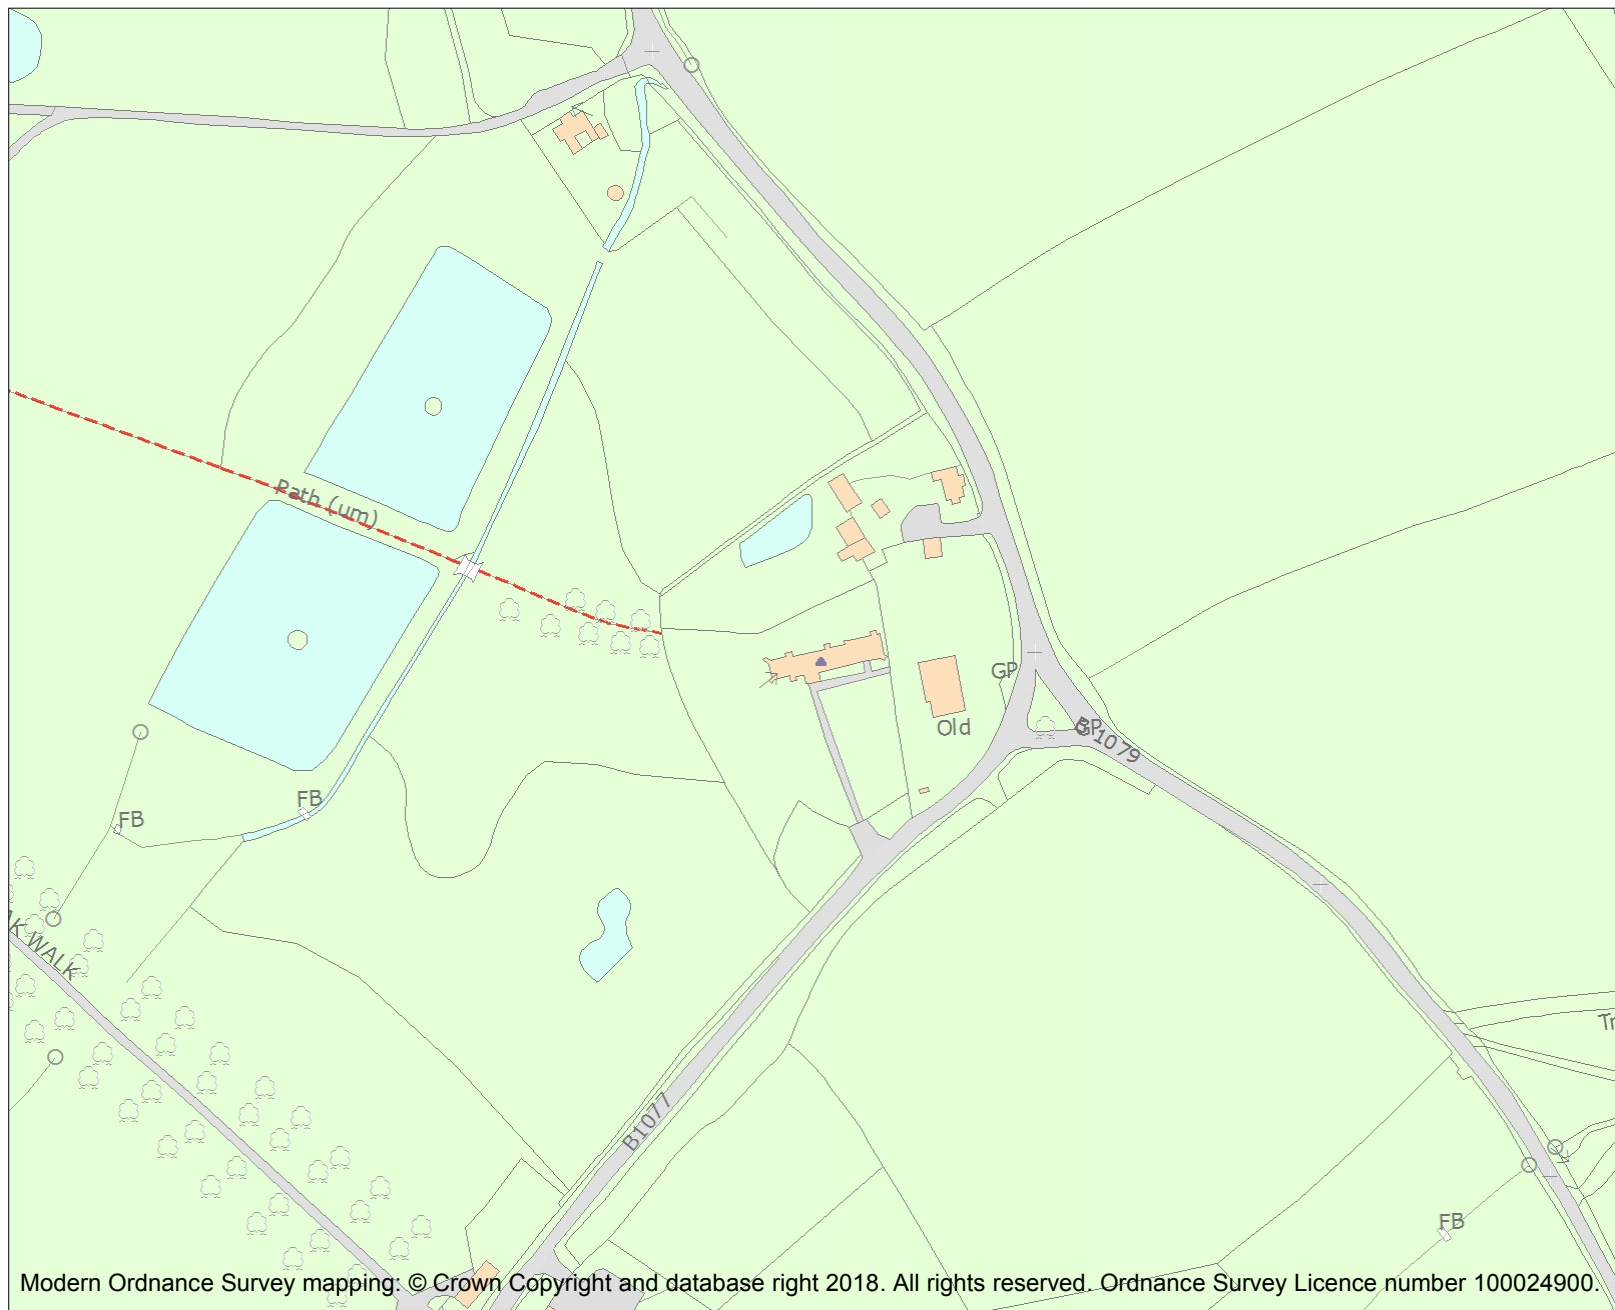 Path (um)
GP
GP
Old
B1079
FB
FB
WALK
B1077
FB
Modern Ordnance Survey mapping: © Crown Copyright and database right 2018. All rights reserved. Ordnance Survey Licence number 100024900.